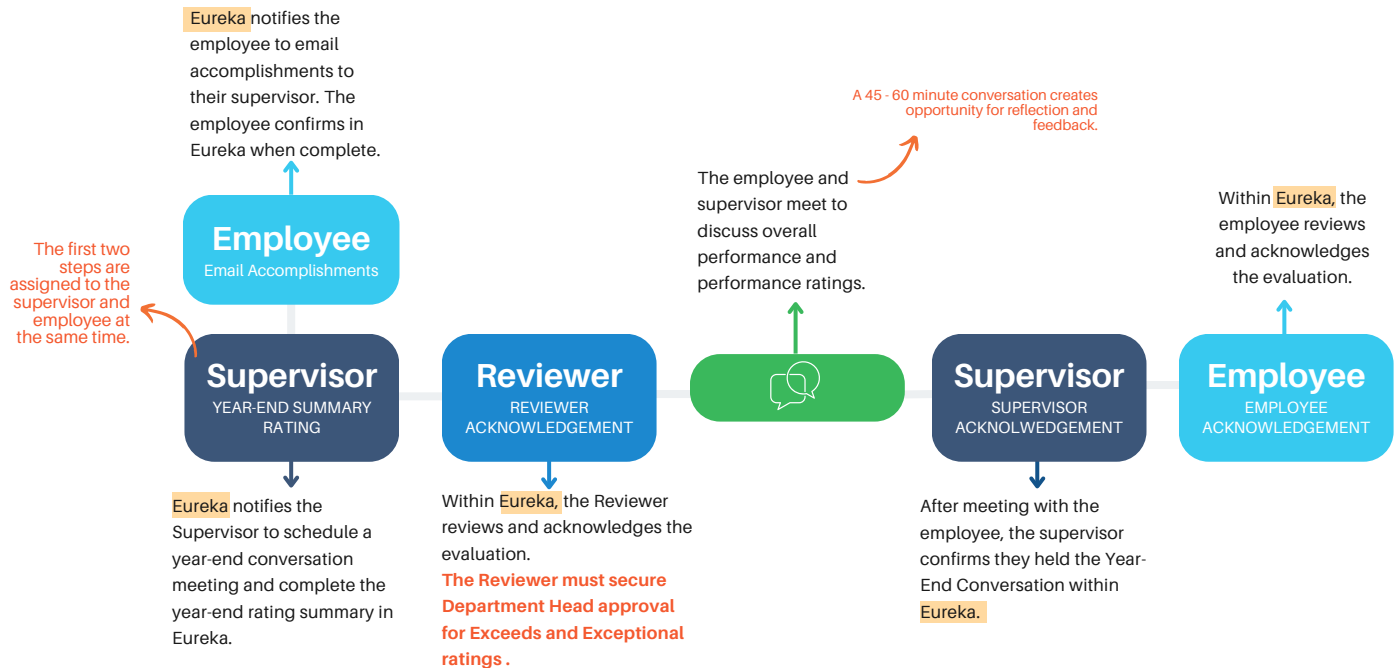 Eureka notifies the
employee to email
accomplishments to
their supervisor. The
employee confirms in
Eureka when complete.
A 45 - 60 minute conversation creates
opportunity for reflection and
feedback.
The employee and
supervisor meet to
discuss overall
performance and
performance ratings.
Within Eureka, the
employee reviews
and acknowledges
the evaluation.
Employee
Email Accomplishments
The first two
steps are
assigned to the
supervisor and
employee at
the same time.
Supervisor
YEAR-END SUMMARY
RATING
Reviewer
REVIEWER
ACKNOWLEDGEMENT
Supervisor
SUPERVISOR
ACKNOLWEDGEMENT
Employee
EMPLOYEE
ACKNOWLEDGEMENT
Eureka notifies the
Supervisor to schedule a
year-end conversation
meeting and complete the
year-end rating summary in
Eureka.
Within Eureka, the Reviewer
reviews and acknowledges the
evaluation.
The Reviewer must secure
Department Head approval
for Exceeds and Exceptional
ratings .
After meeting with the
employee, the supervisor
confirms they held the Year-
End Conversation within
Eureka.